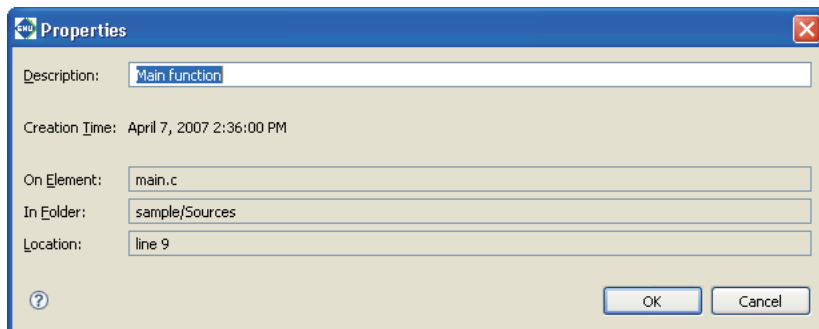 GNU Properties
Description: Main function
Creation Time: April 7, 2007 2:36:00 PM
On Element: main.c
In Folder: sample/Sources
Location: line 9
? OK Cancel